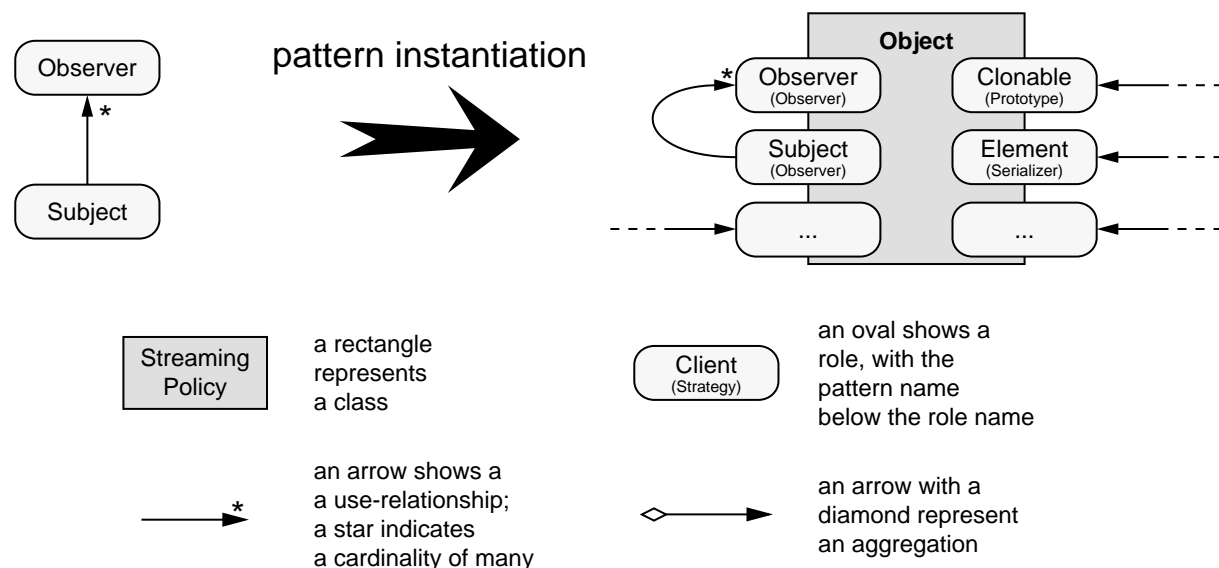 Observer
*
Subject
pattern instantiation
Object
*
Observer
(Observer)
Clonable
(Prototype)
Subject
(Observer)
Element
(Serializer)
...
...
Streaming
Policy
a rectangle
represents
a class
Client
(Strategy)
an oval shows a
role, with the
pattern name
below the role name
*
an arrow shows a
a use-relationship;
a star indicates
a cardinality of many
an arrow with a
diamond represent
an aggregation